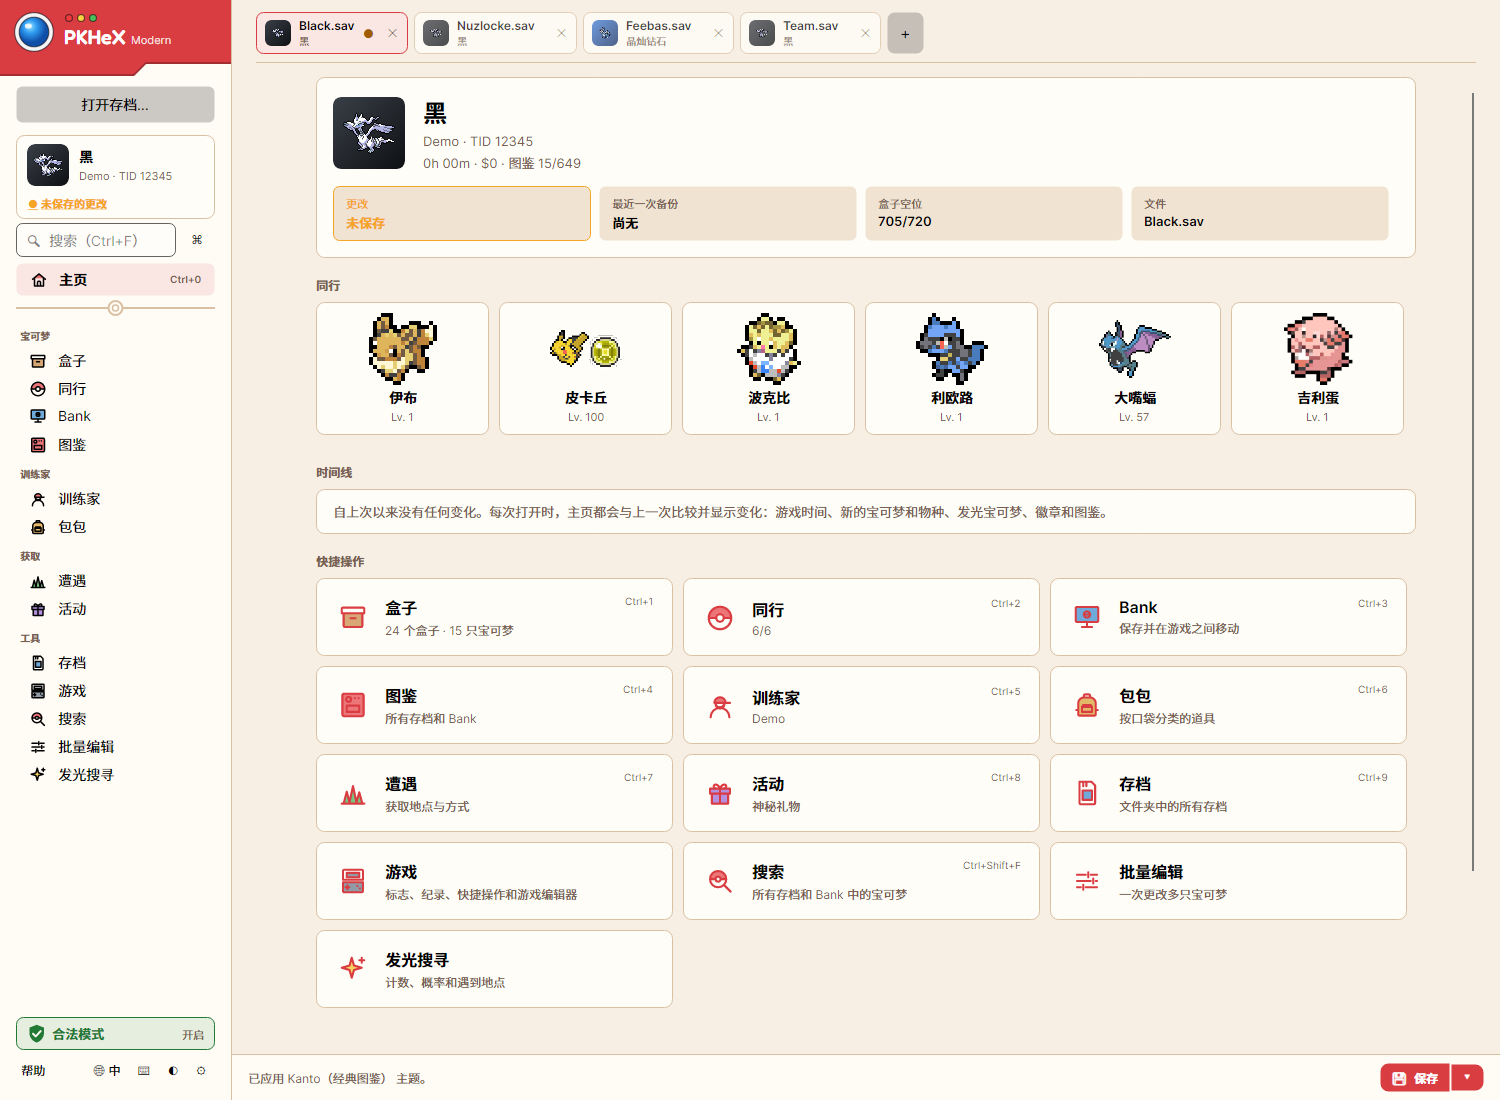 PKHeX Modern
打开存档...
黑
Demo · TID 12345
未保存的更改
搜索（Ctrl+F）
⌘
主页 Ctrl+0
宝可梦
盒子
同行
Bank
图鉴
训练家
训练家
包包
获取
遭遇
活动
工具
存档
游戏
搜索
批量编辑
发光搜寻
合法模式 开启
帮助 中
Black.sav
黑
Nuzlocke.sav
黑
Feebas.sav
晶灿钻石
Team.sav
黑
+
黑
Demo · TID 12345
0h 00m · $0 · 图鉴 15/649
更改
未保存
最近一次备份
尚无
盒子空位
705/720
文件
Black.sav
同行
伊布
Lv. 1
皮卡丘
Lv. 100
波克比
Lv. 1
利欧路
Lv. 1
大嘴蝠
Lv. 57
吉利蛋
Lv. 1
时间线
自上次以来没有任何变化。每次打开时，主页都会与上一次比较并显示变化：游戏时间、新的宝可梦和物种、发光宝可梦、徽章和图鉴。
快捷操作
盒子 Ctrl+1
24 个盒子 · 15 只宝可梦
同行 Ctrl+2
6/6
Bank Ctrl+3
保存并在游戏之间移动
图鉴 Ctrl+4
所有存档和 Bank
训练家 Ctrl+5
Demo
包包 Ctrl+6
按口袋分类的道具
遭遇 Ctrl+7
获取地点与方式
活动 Ctrl+8
神秘礼物
存档 Ctrl+9
文件夹中的所有存档
游戏
标志、纪录、快捷操作和游戏编辑器
搜索 Ctrl+Shift+F
所有存档和 Bank 中的宝可梦
批量编辑
一次更改多只宝可梦
发光搜寻
计数、概率和遇到地点
已应用 Kanto（经典图鉴） 主题。
保存